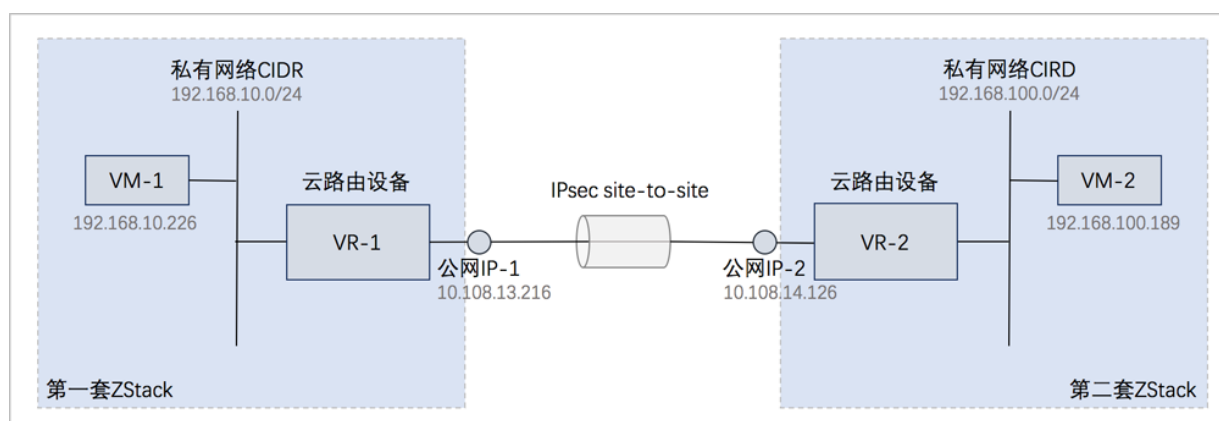 私有网络CIDR
192.168.10.0/24
VM-1
192.168.10.226
云路由设备
VR-1
公网IP-1
10.108.13.216
第一套ZStack
IPsec site-to-site
私有网络CIRD
192.168.100.0/24
云路由设备
VR-2
VM-2
192.168.100.189
公网IP-2
10.108.14.126
第二套ZStack